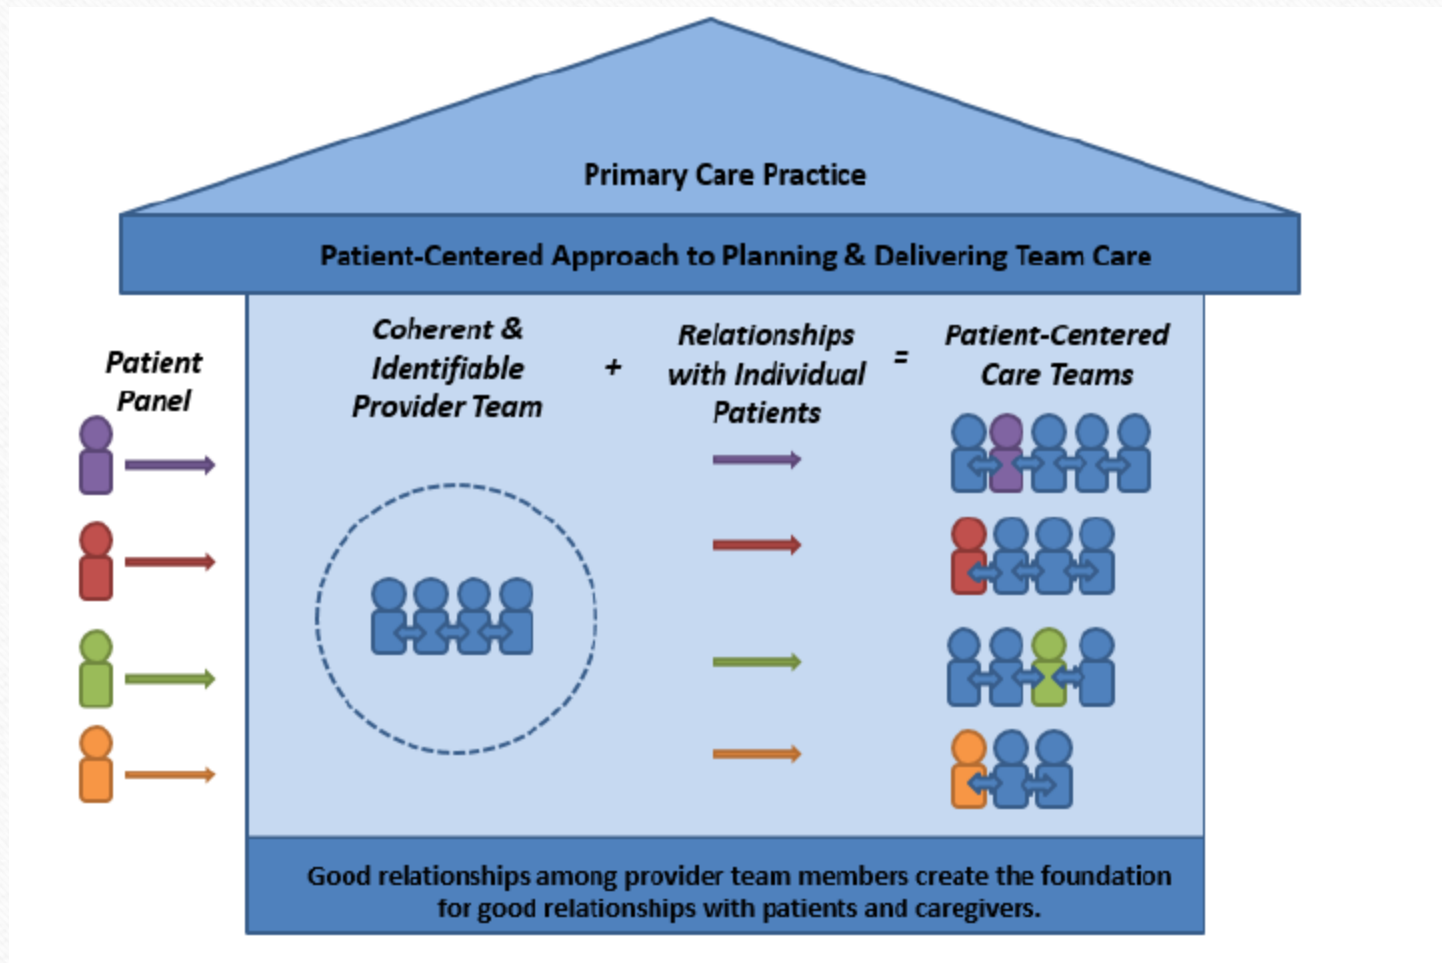 Primary Care Practice
Patient-Centered Approach to Planning & Delivering Team Care
Patient
Panel
Coherent &
Identifiable
Provider Team
+
Relationships
with Individual
Patients
=
Patient-Centered
Care Teams
Good relationships among provider team members create the foundation
for good relationships with patients and caregivers.